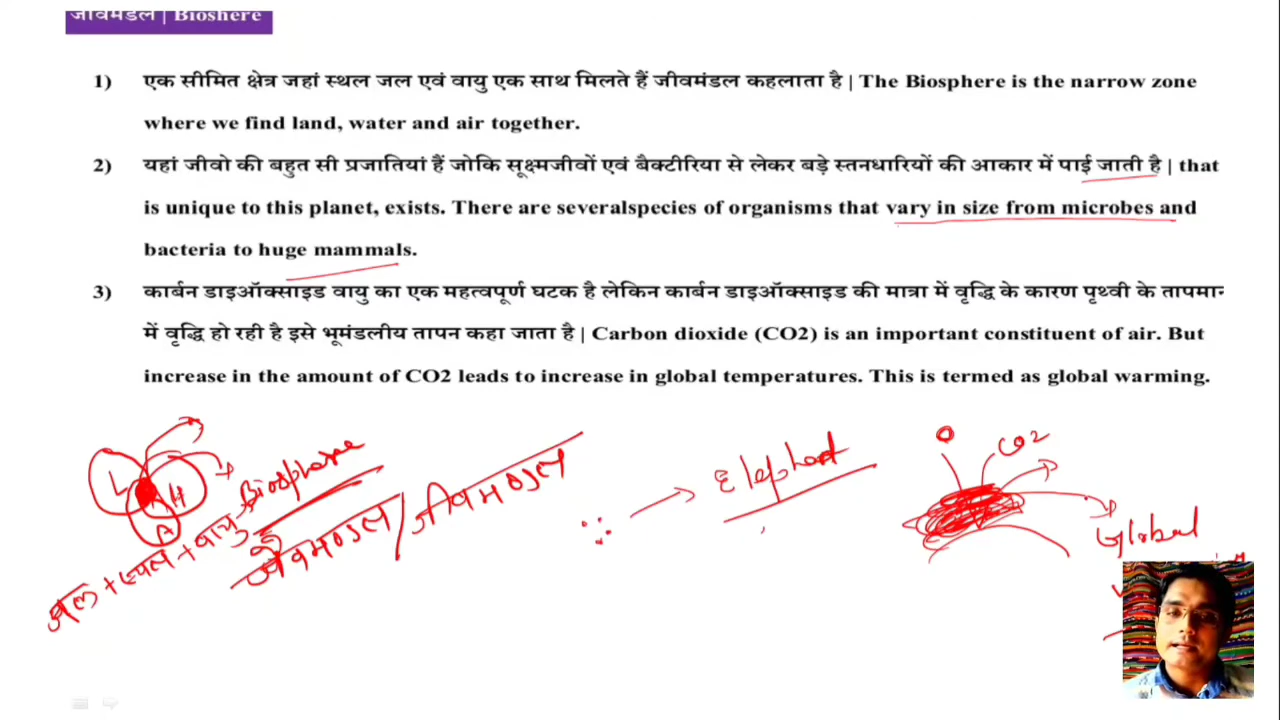 जीवमंडल | Bioshere
1) एक सीमित क्षेत्र जहां स्थल जल एवं वायु एक साथ मिलते हैं जीवमंडल कहलाता है | The Biosphere is the narrow zone
where we find land, water and air together.
2) यहां जीवो की बहुत सी प्रजातियां हैं जोकि सूक्ष्मजीवों एवं बैक्टीरिया से लेकर बड़े स्तनधारियों की आकार में पाई जाती है | that
is unique to this planet, exists. There are severalspecies of organisms that vary in size from microbes and
bacteria to huge mammals.
3) कार्बन डाइऑक्साइड वायु का एक महत्वपूर्ण घटक है लेकिन कार्बन डाइऑक्साइड की मात्रा में वृद्धि के कारण पृथ्वी के तापमान
में वृद्धि हो रही है इसे भूमंडलीय तापन कहा जाता है | Carbon dioxide (CO2) is an important constituent of air. But
increase in the amount of CO2 leads to increase in global temperatures. This is termed as global warming.
L H
A
जल + स्थल + वायु Biosphere
जैवमण्डल / जीवमण्डल
Elephant
CO2
Global